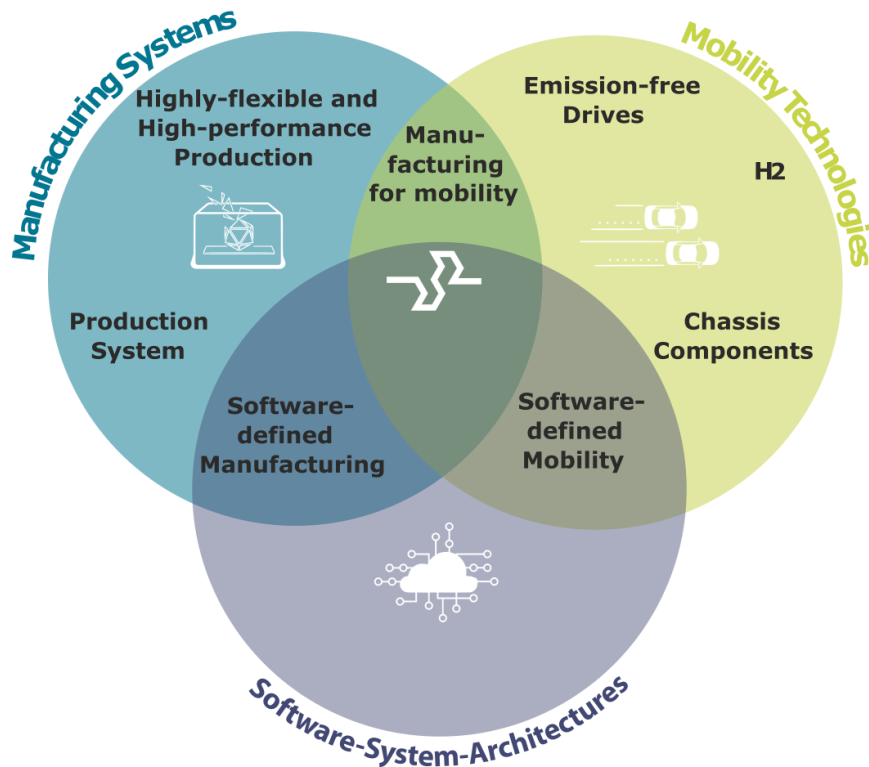 Manufacturing Systems
Mobility Technologies
Highly-flexible and
High-performance
Production
Manu-
facturing
for mobility
Emission-free
Drives
H2
Production
System
Chassis
Components
Software-
defined
Manufacturing
Software-
defined
Mobility
Software-System-Architectures